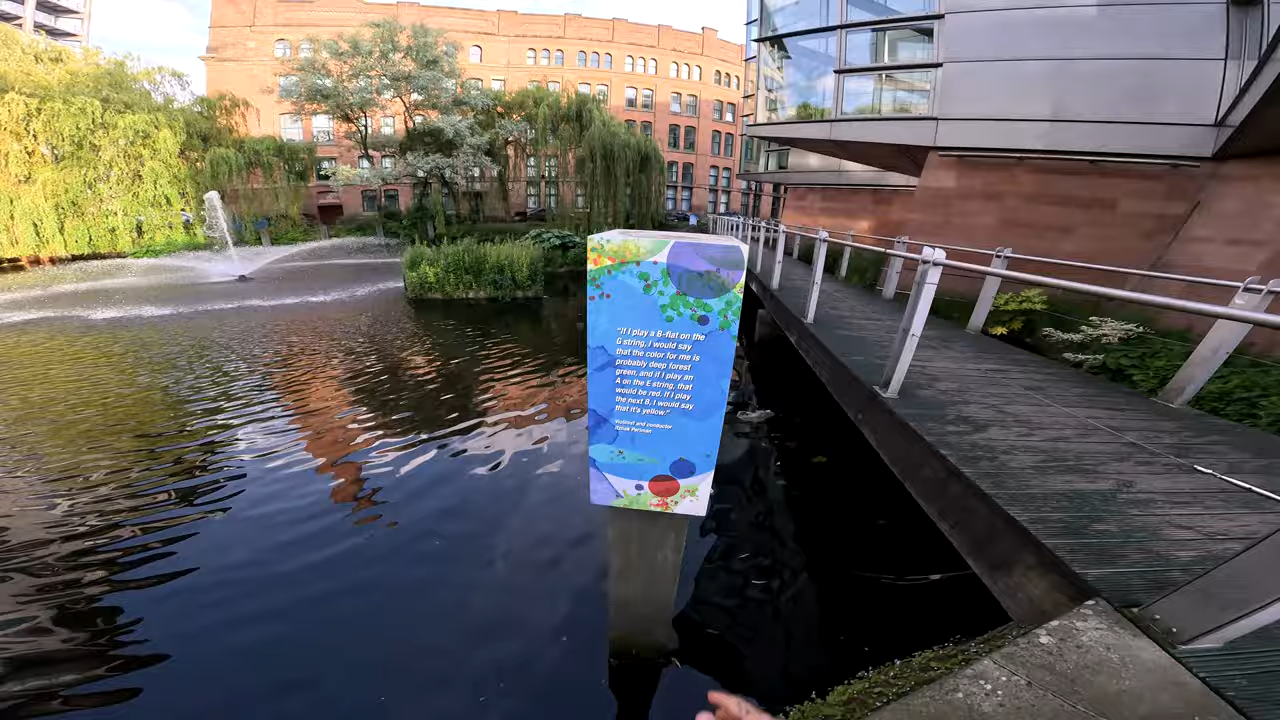 "If I play a B-flat on the
G string, I would say
that the color for me is
probably deep forest
green, and if I play an
A on the E string, that
would be red. If I play
the next B, I would say
that it's yellow."
Violinist and conductor
Itzhak Perlman